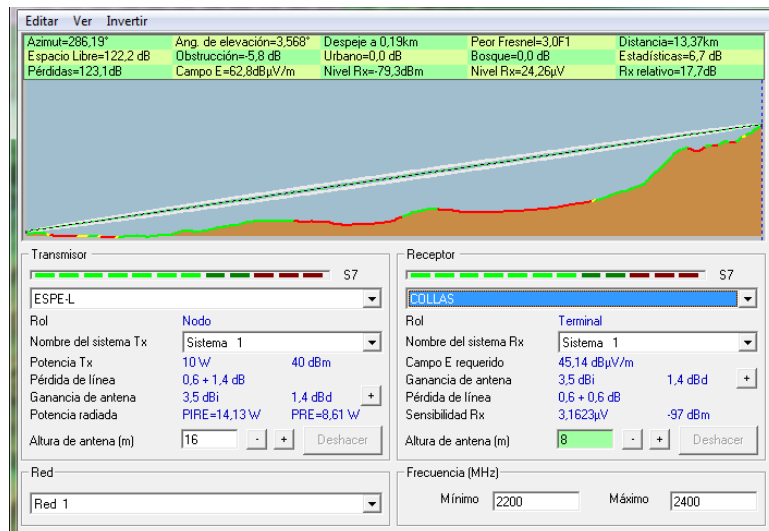 Editar Ver Invertir
Azimut=286,19° Ang. de elevación=3,568° Despeje a 0,19km Peor Fresnel=3,0F1 Distancia=13,37km
Espacio Libre=122,2 dB Obstrucción=-5,8 dB Urbano=0,0 dB Bosque=0,0 dB Estadísticas=6,7 dB
Pérdidas=123,1dB Campo E=62,8dBµV/m Nivel Rx=-79,3dBm Nivel Rx=24,26µV Rx relativo=17,7dB
Transmisor Receptor
S7 S7
ESPE-L COLLAS
Rol Nodo Rol Terminal
Nombre del sistema Tx Sistema 1 Nombre del sistema Rx Sistema 1
Potencia Tx 10 W 40 dBm Campo E requerido 45,14 dBµV/m
Pérdida de línea 0,6 + 1,4 dB Ganancia de antena 3,5 dBi 1,4 dBd +
Ganancia de antena 3,5 dBi 1,4 dBd + Pérdida de línea 0,6 + 0,6 dB
Potencia radiada PIRE=14,13 W PRE=8,61 W Sensibilidad Rx 3,1623µV -97 dBm
Altura de antena (m) 16 - + Deshacer Altura de antena (m) 8 - + Deshacer
Red Frecuencia (MHz)
Red 1 Mínimo 2200 Máximo 2400